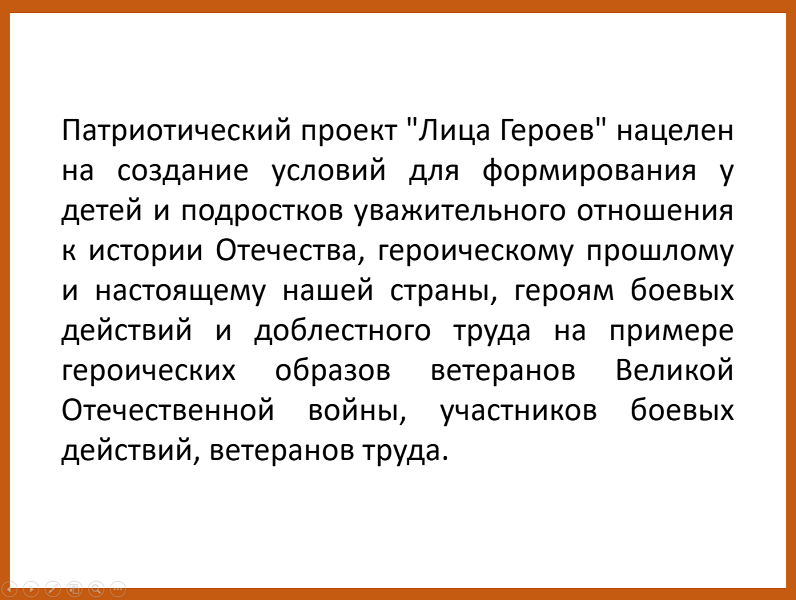 Патриотический проект "Лица Героев" нацелен
на создание условий для формирования у
детей и подростков уважительного отношения
к истории Отечества, героическому прошлому
и настоящему нашей страны, героям боевых
действий и доблестного труда на примере
героических образов ветеранов Великой
Отечественной войны, участников боевых
действий, ветеранов труда.